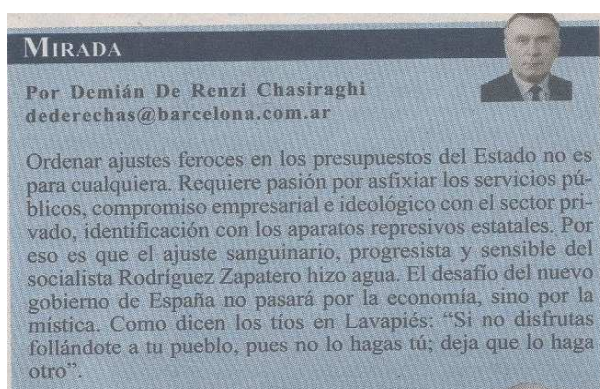 MIRADA
Por Demián De Renzi Chasiraghi
dederechas@barcelona.com.ar
Ordenar ajustes feroces en los presupuestos del Estado no es
para cualquiera. Requiere pasión por asfixiar los servicios pú-
blicos, compromiso empresarial e ideológico con el sector pri-
vado, identificación con los aparatos represivos estatales. Por
eso es que el ajuste sanguinario, progresista y sensible del
socialista Rodríguez Zapatero hizo agua. El desafío del nuevo
gobierno de España no pasará por la economía, sino por la
mística. Como dicen los tíos en Lavapiés: “Si no disfrutas
follándote a tu pueblo, pues no lo hagas tú; deja que lo haga
otro”.